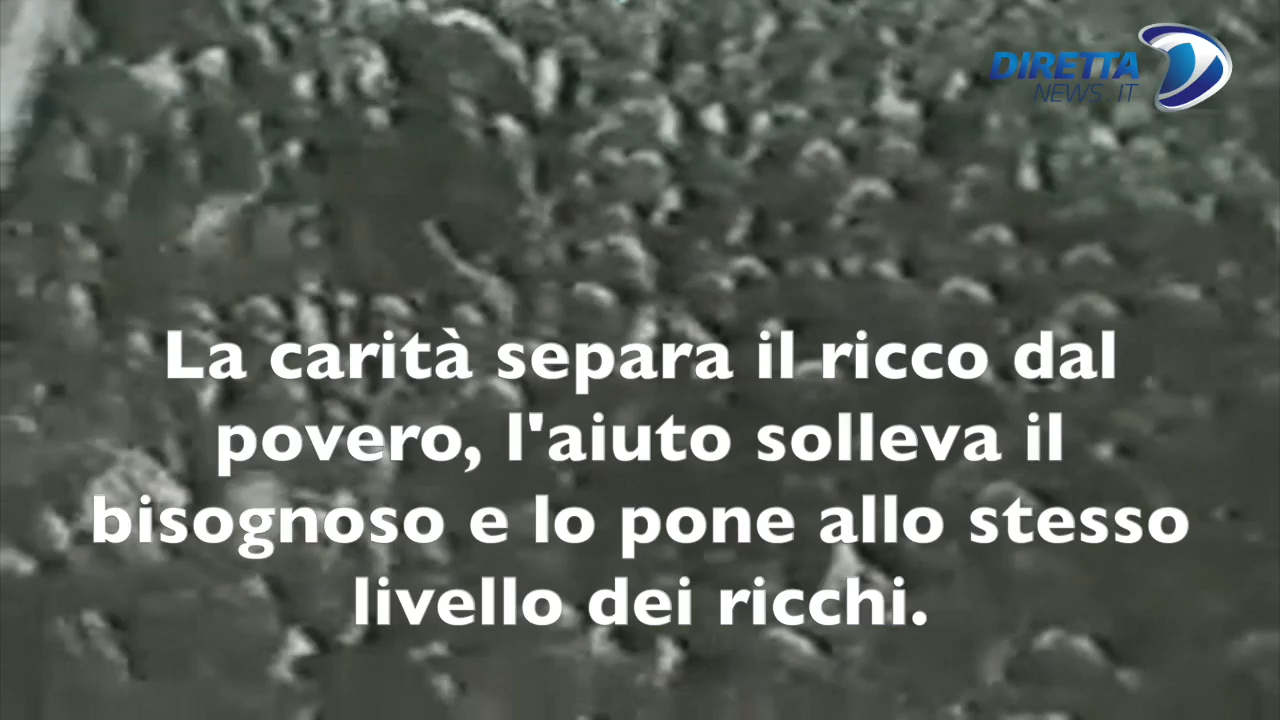 DIRETTA
NEWS. IT
La carità separa il ricco dal
povero, l'aiuto solleva il
bisognoso e lo pone allo stesso
livello dei ricchi.